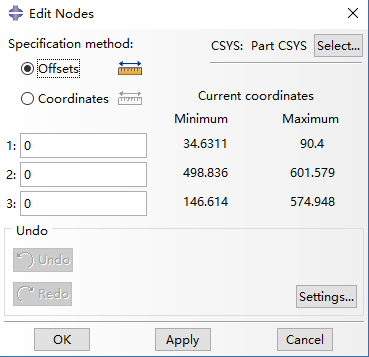 Edit Nodes
Specification method:
CSYS: Part CSYS Select...
Offsets
Coordinates
Current coordinates
Minimum Maximum
1: 0 34.6311 90.4
2: 0 498.836 601.579
3: 0 146.614 574.948
Undo
Undo
Redo
Settings...
OK Apply Cancel